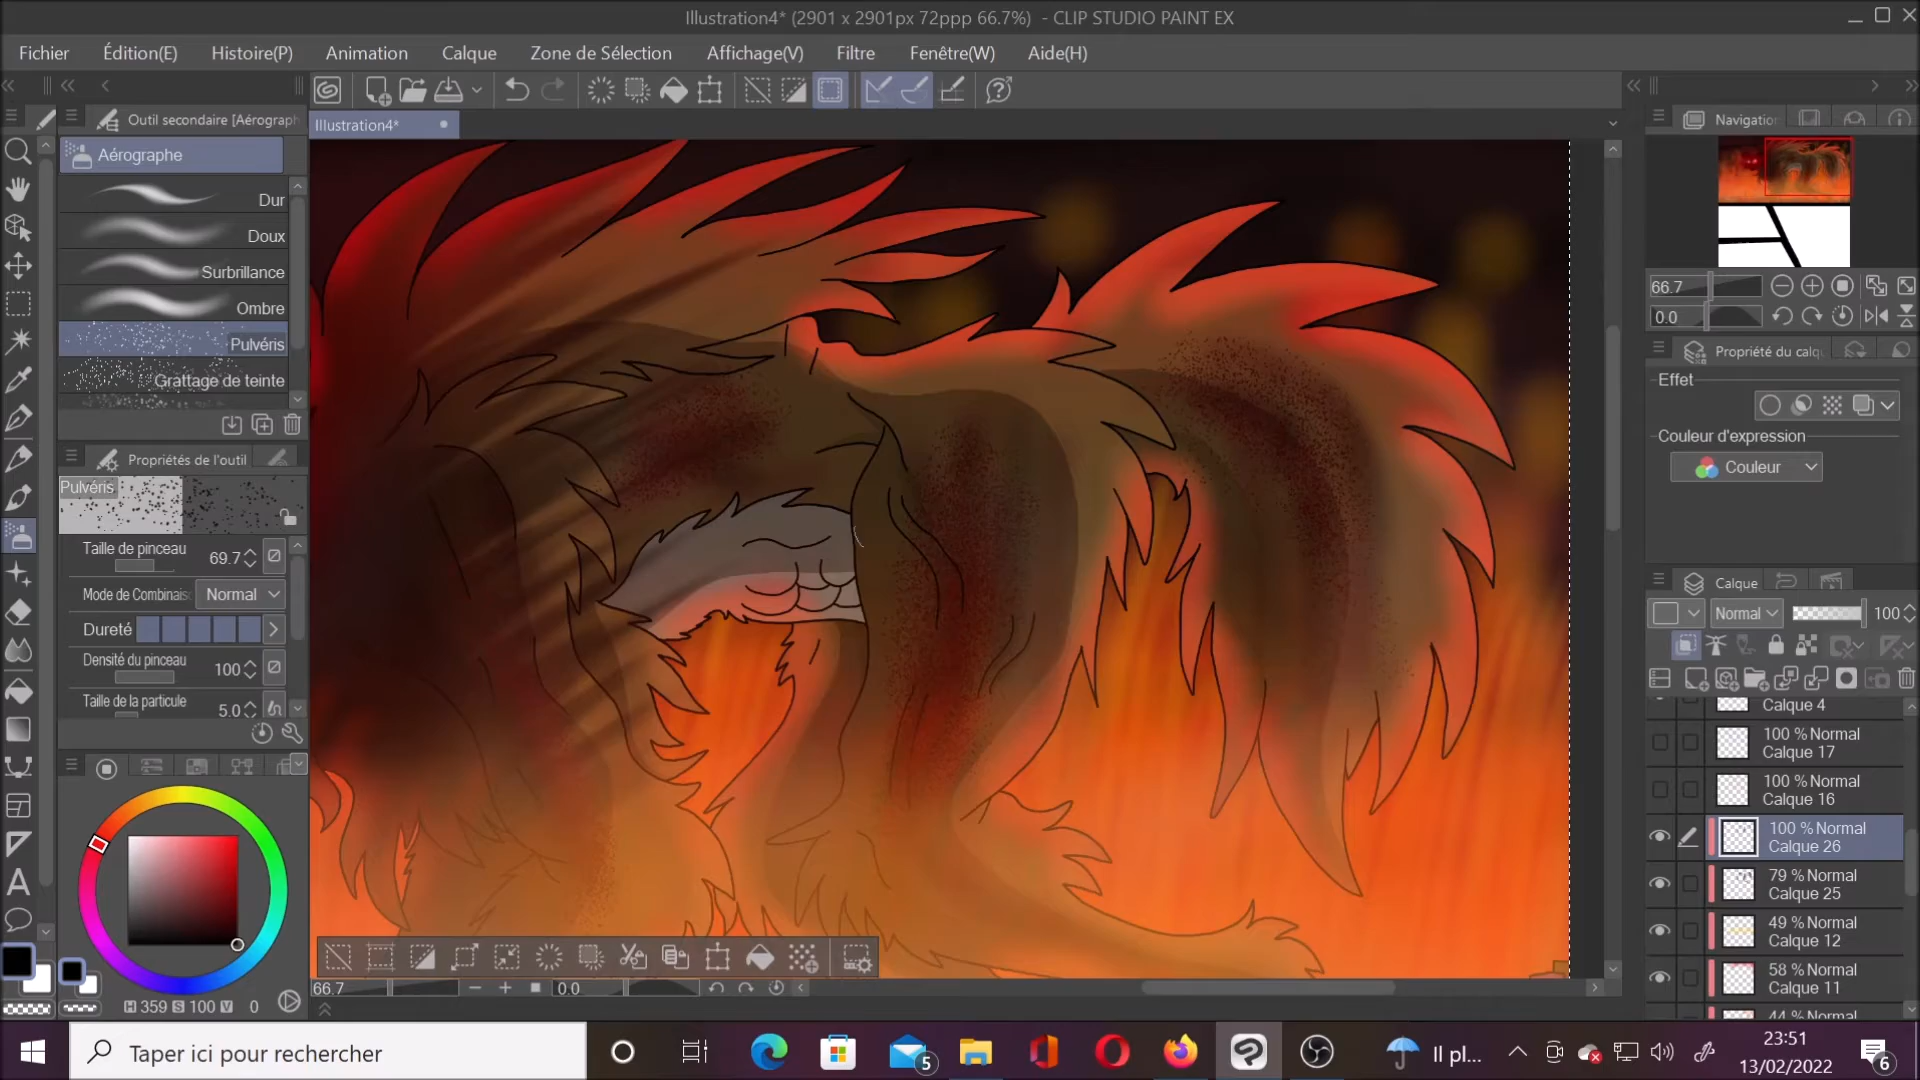 Illustration4* (2901 x 2901px 72ppp 66.7%)  - CLIP STUDIO PAINT EX
Fichier Édition(E) Histoire(P) Animation Calque Zone de Sélection Affichage(V) Filtre Fenêtre(W) Aide(H)
Outil secondaire [Aérograph
Illustration4*
Navigation
Aérographe
Dur
Doux
Surbrillance
Ombre
Pulvéris
Grattage de teinte
66.7
0.0
Propriété du calq
Effet
Couleur d'expression
Couleur
Propriétés de l'outil
Pulvéris
Taille de pinceau 69.7
Mode de Combinais Normal
Dureté
Densité du pinceau 100
Taille de la particule 5.0
Calque
Normal 100
Calque 4
100 % Normal
Calque 17
100 % Normal
Calque 16
100 % Normal
Calque 26
79 % Normal
Calque 25
49 % Normal
Calque 12
58 % Normal
Calque 11
44 % Normal
H 359 S 100 V 0
66.7 0.0
Taper ici pour rechercher
5
Il pl...
23:51
13/02/2022
6